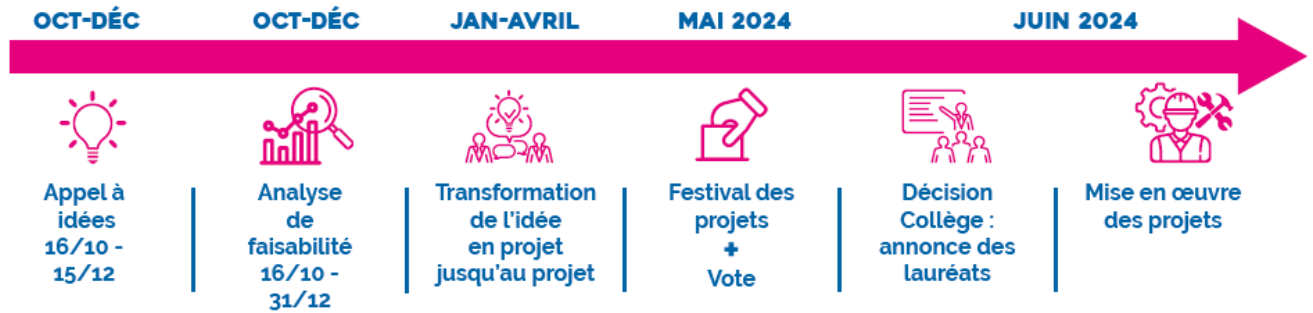 OCT-DÉC
OCT-DÉC
JAN-AVRIL
MAI 2024
JUIN 2024
Appel à
idées
16/10 -
15/12
Analyse
de
faisabilité
16/10 -
31/12
Transformation
de l'idée
en projet
jusqu'au projet
Festival des
projets
+
Vote
Décision
Collège :
annonce des
lauréats
Mise en œuvre
des projets